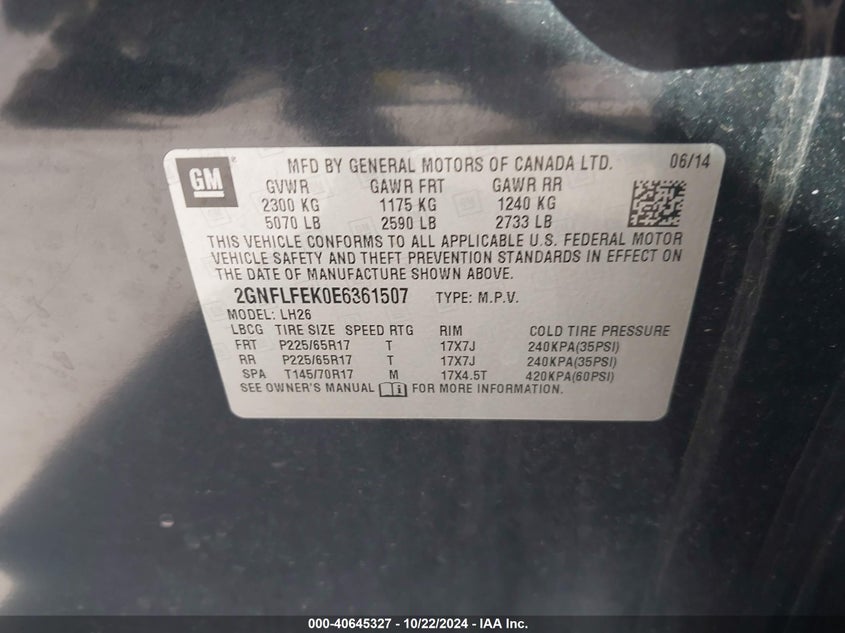 GM ® MFD BY GENERAL MOTORS OF CANADA LTD. 06/14
GVWR GAWR FRT GAWR RR
2300 KG 1175 KG 1240 KG
5070 LB 2590 LB 2733 LB
THIS VEHICLE CONFORMS TO ALL APPLICABLE U.S. FEDERAL MOTOR
VEHICLE SAFETY AND THEFT PREVENTION STANDARDS IN EFFECT ON
THE DATE OF MANUFACTURE SHOWN ABOVE.
2GNFLFEK0E6361507 TYPE: M.P.V.
MODEL: LH26
LBCG TIRE SIZE SPEED RTG RIM COLD TIRE PRESSURE
FRT P225/65R17 T 17X7J 240KPA(35PSI)
RR P225/65R17 T 17X7J 240KPA(35PSI)
SPA T145/70R17 M 17X4.5T 420KPA(60PSI)
SEE OWNER'S MANUAL i FOR MORE INFORMATION.
000-40645327 - 10/22/2024 - IAA Inc.